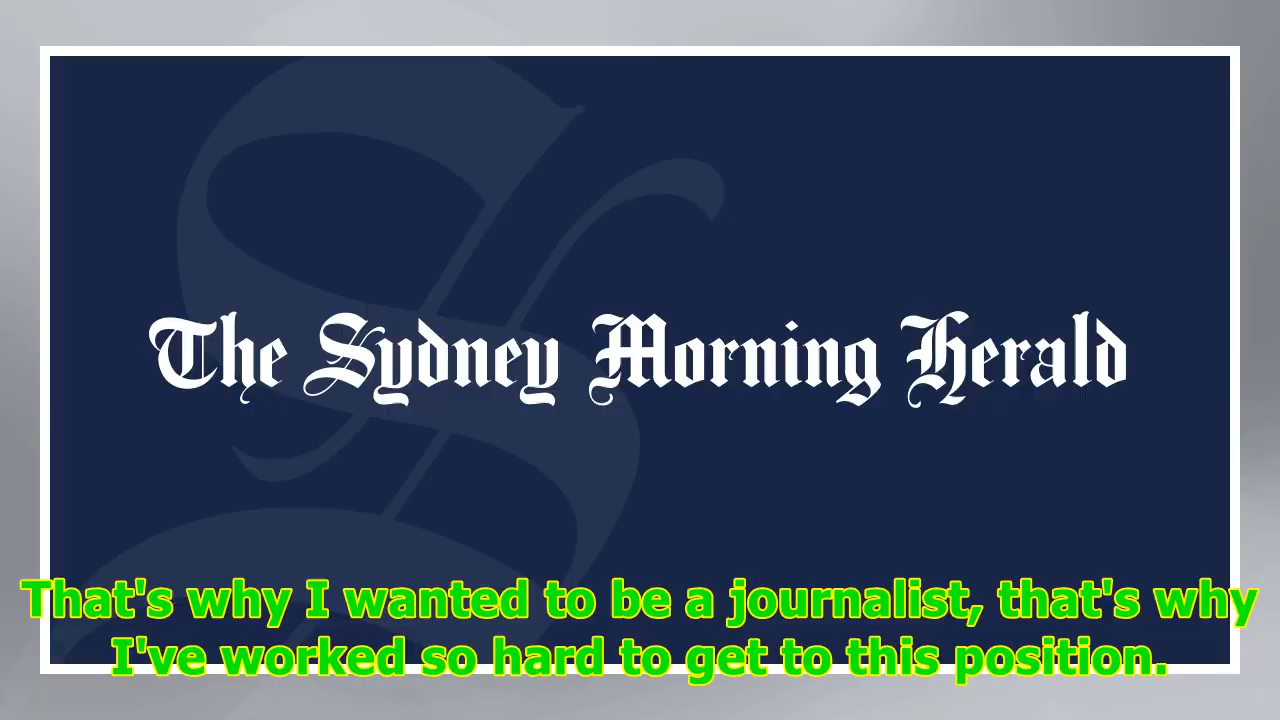 The Sydney Morning Herald
That's why I wanted to be a journalist, that's why
I've worked so hard to get to this position.